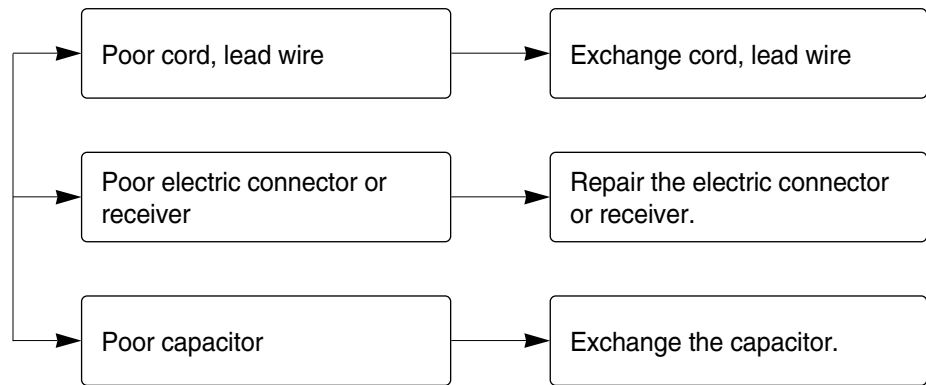 Poor cord, lead wire
Exchange cord, lead wire
Poor electric connector or
receiver
Repair the electric connector
or receiver.
Poor capacitor
Exchange the capacitor.